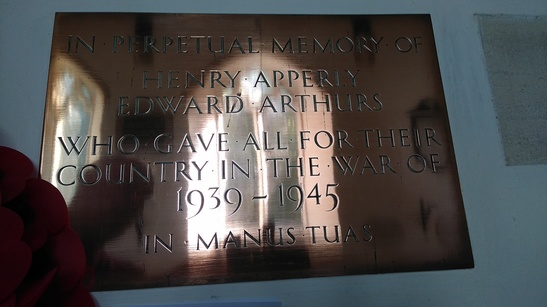 IN · PERPETUAL · MEMORY · OF
HENRY · APPERLY
EDWARD · ARTHURS
WHO · GAVE · ALL · FOR THEIR
COUNTRY · IN · THE · WAR · OF
1939 – 1945
IN · MANUS TUAS